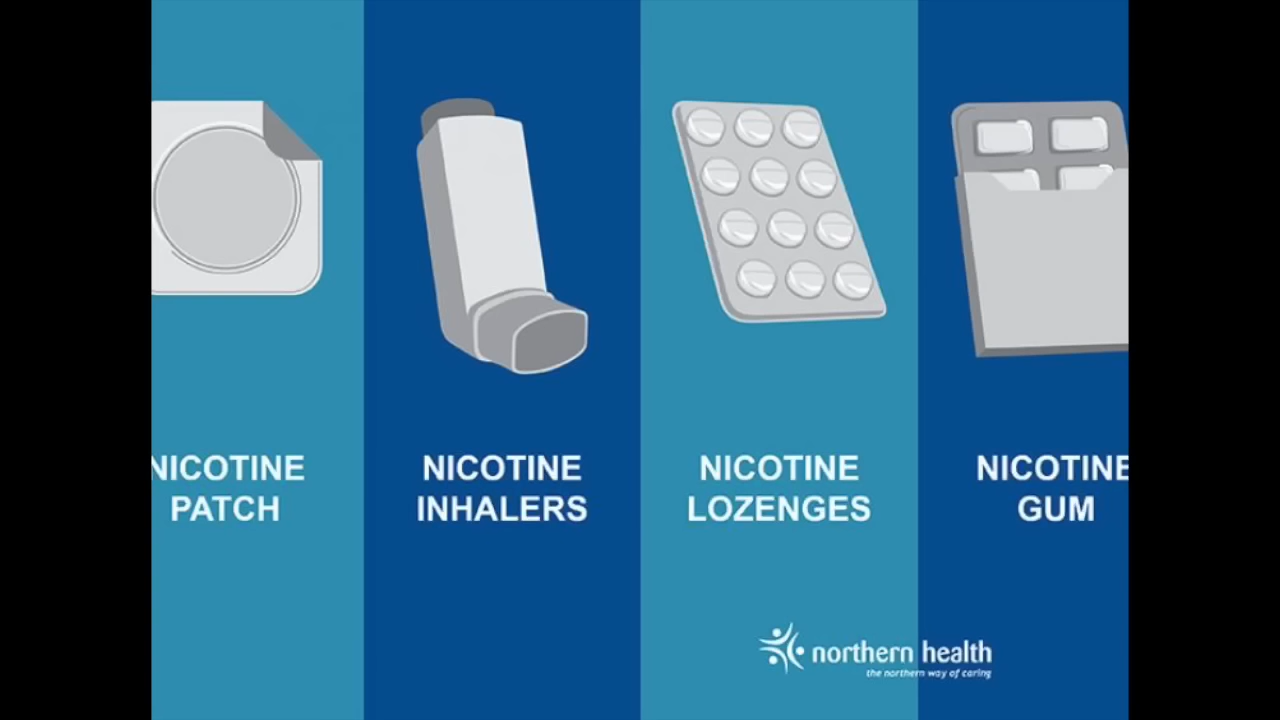 NICOTINE
PATCH
NICOTINE
INHALERS
NICOTINE
LOZENGES
NICOTINE
GUM
northern health
the northern way of caring